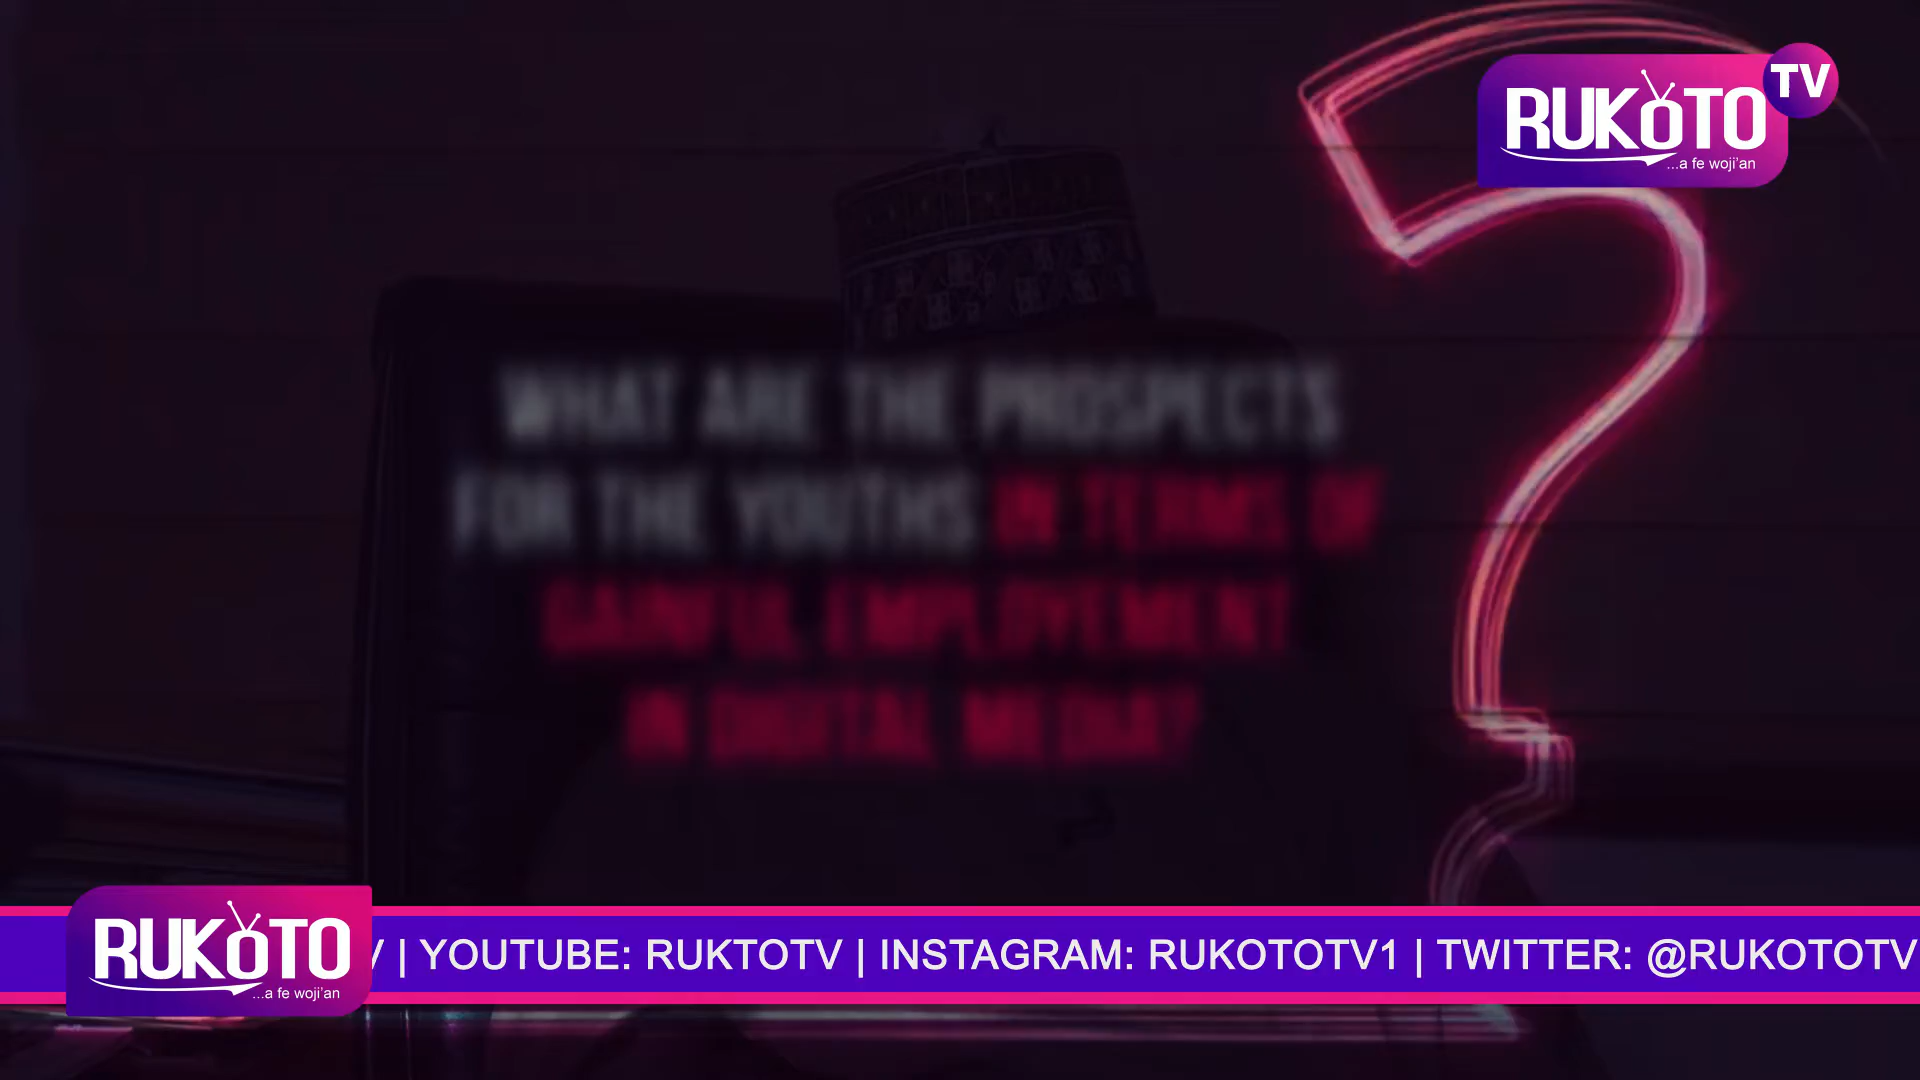 RUKOTO TV
...a fe woji'an
WHAT ARE THE PROSPECTS
FOR THE YOUTHS IN TERMS OF
GAINFUL EMPLOYEMENT
IN DIGITAL MEDIA?
RUKOTO
...a fe woji'an
V | YOUTUBE: RUKTOTV | INSTAGRAM: RUKOTOTV1 | TWITTER: @RUKOTOTV